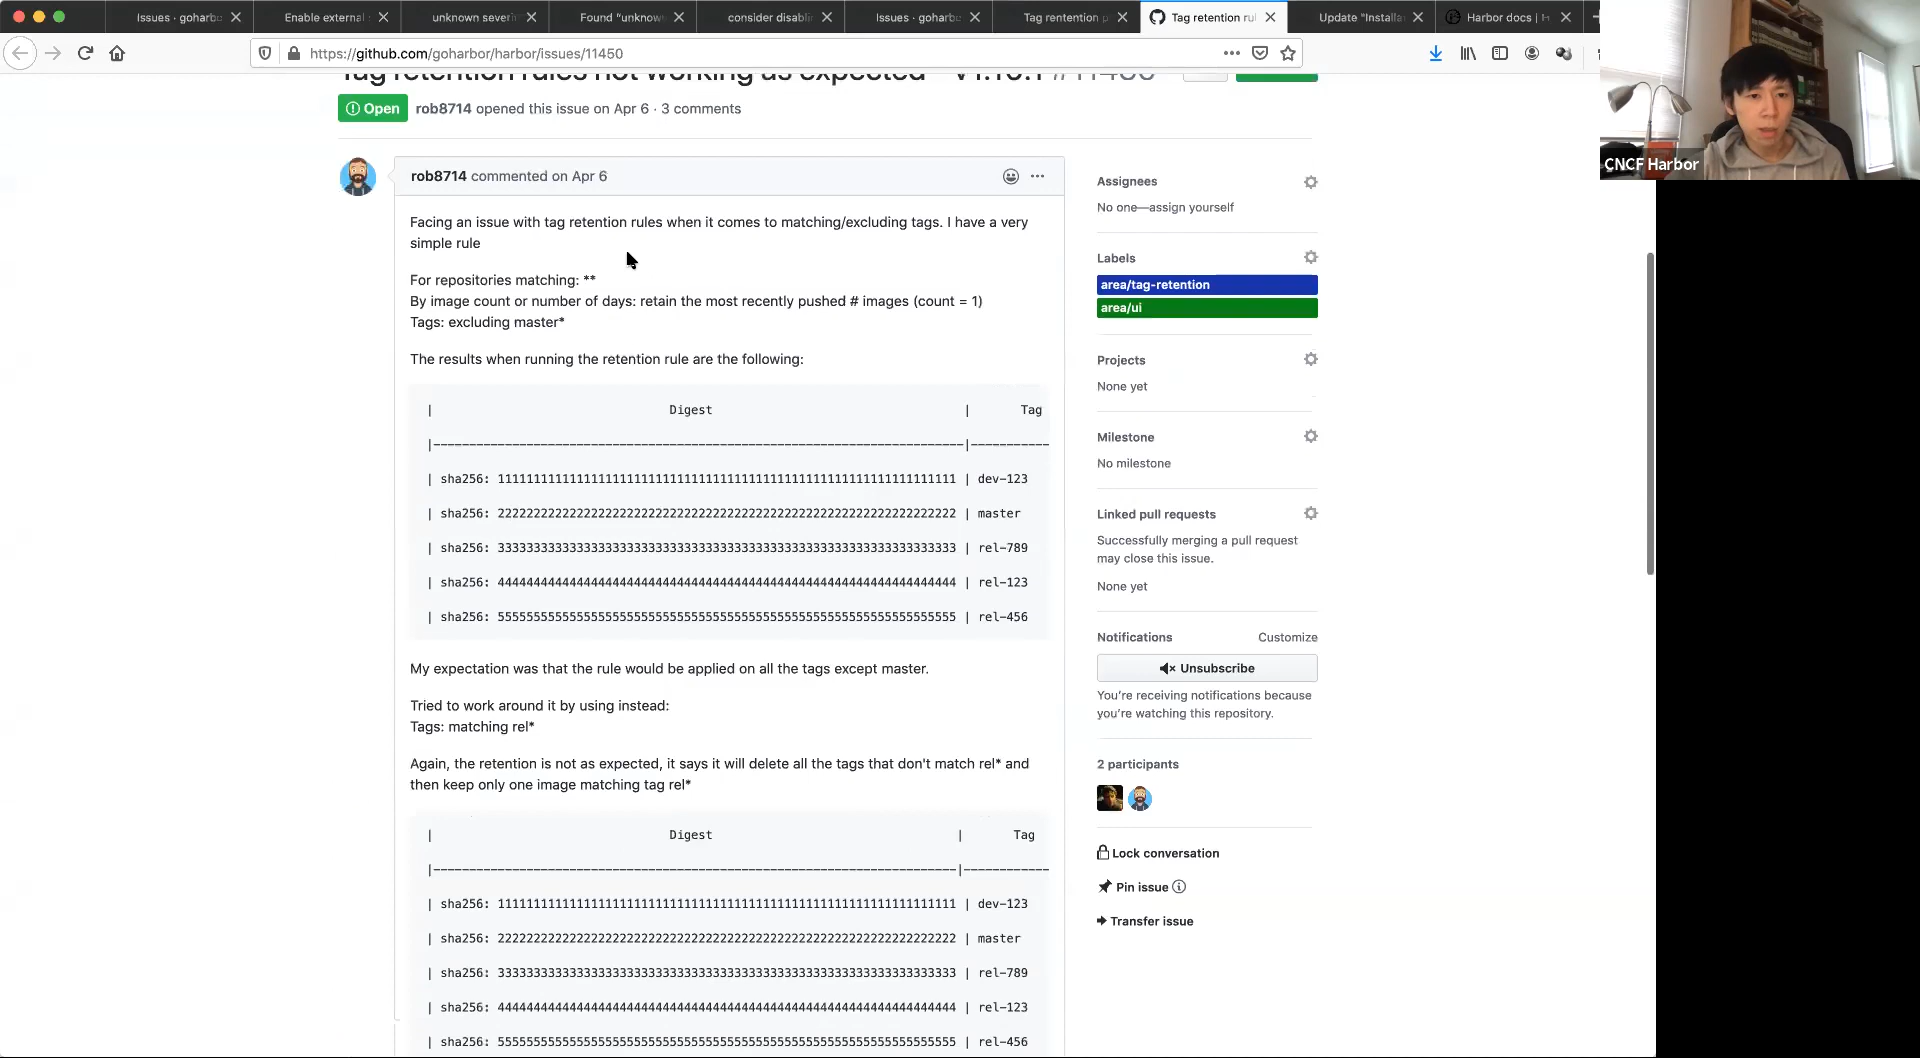 Issues · goharbo
Enable external
unknown severi
Found "unknow
consider disabli
Issues · goharbo
Tag rentention p
Tag retention ru
Update "Installa
Harbor docs | H
https://github.com/goharbor/harbor/issues/11450
Tag retention rules not working as expected - v1.10.1 #11450
Open
rob8714 opened this issue on Apr 6 · 3 comments
CNCF Harbor
rob8714 commented on Apr 6
Facing an issue with tag retention rules when it comes to matching/excluding tags. I have a very
simple rule
For repositories matching: **
By image count or number of days: retain the most recently pushed # images (count = 1)
Tags: excluding master*
The results when running the retention rule are the following:
| Digest | Tag
| sha256: 1111111111111111111111111111111111111111111111111111111111111111 | dev-123
| sha256: 2222222222222222222222222222222222222222222222222222222222222222 | master
| sha256: 3333333333333333333333333333333333333333333333333333333333333333 | rel-789
| sha256: 4444444444444444444444444444444444444444444444444444444444444444 | rel-123
| sha256: 5555555555555555555555555555555555555555555555555555555555555555 | rel-456
My expectation was that the rule would be applied on all the tags except master.
Tried to work around it by using instead:
Tags: matching rel*
Again, the retention is not as expected, it says it will delete all the tags that don't match rel* and
then keep only one image matching tag rel*
| Digest | Tag
| sha256: 1111111111111111111111111111111111111111111111111111111111111111 | dev-123
| sha256: 2222222222222222222222222222222222222222222222222222222222222222 | master
| sha256: 3333333333333333333333333333333333333333333333333333333333333333 | rel-789
| sha256: 4444444444444444444444444444444444444444444444444444444444444444 | rel-123
| sha256: 5555555555555555555555555555555555555555555555555555555555555555 | rel-456
Assignees
No one—assign yourself
Labels
area/tag-retention
area/ui
Projects
None yet
Milestone
No milestone
Linked pull requests
Successfully merging a pull request
may close this issue.
None yet
Notifications Customize
Unsubscribe
You're receiving notifications because
you're watching this repository.
2 participants
Lock conversation
Pin issue
Transfer issue